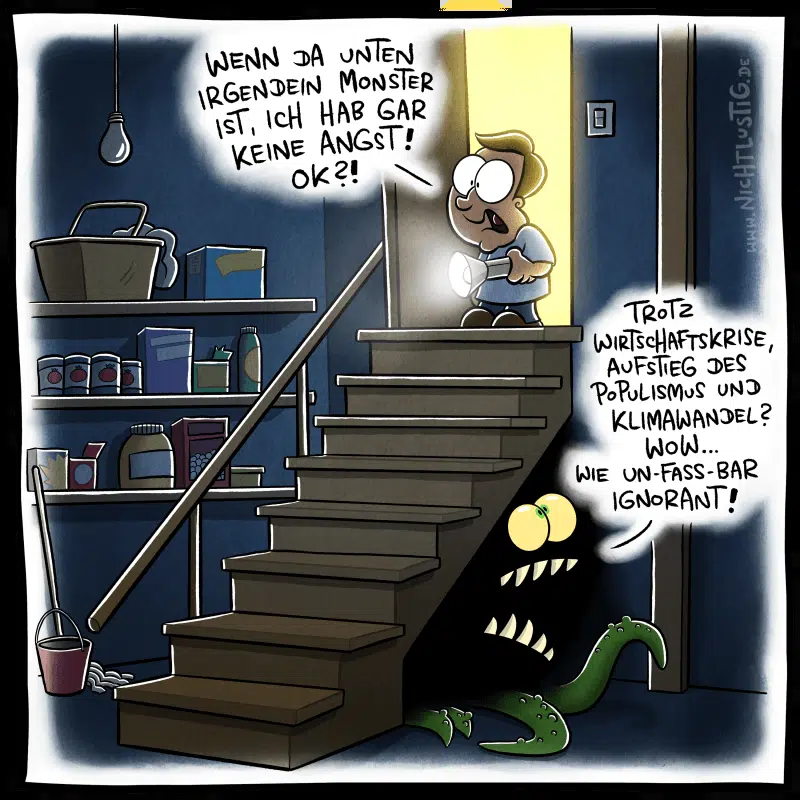 WENN DA UNTEN
IRGENDEIN MONSTER
IST, ICH HAB GAR
KEINE ANGST!
OK?!
www.NICHTLUSTIG.DE
TROTZ
WIRTSCHAFTSKRISE,
AUFSTIEG DES
POPULISMUS UND
KLIMAWANDEL?
WOW...
WIE UN-FASS-BAR
IGNORANT!